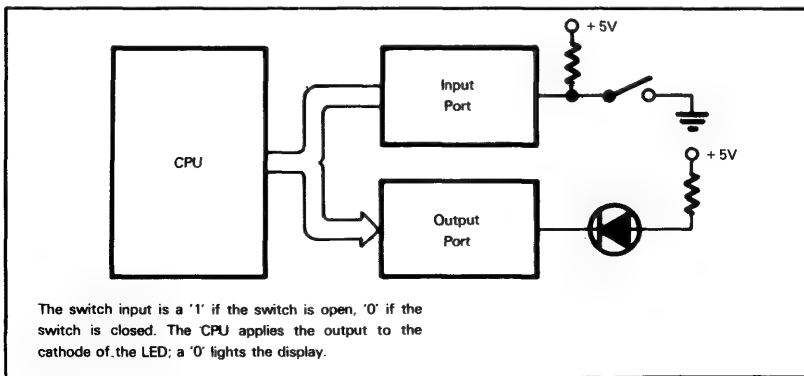 + 5V
Input
Port
CPU
+ 5V
Output
Port
The switch input is a '1' if the switch is open, '0' if the
switch is closed. The CPU applies the output to the
cathode of the LED; a '0' lights the display.